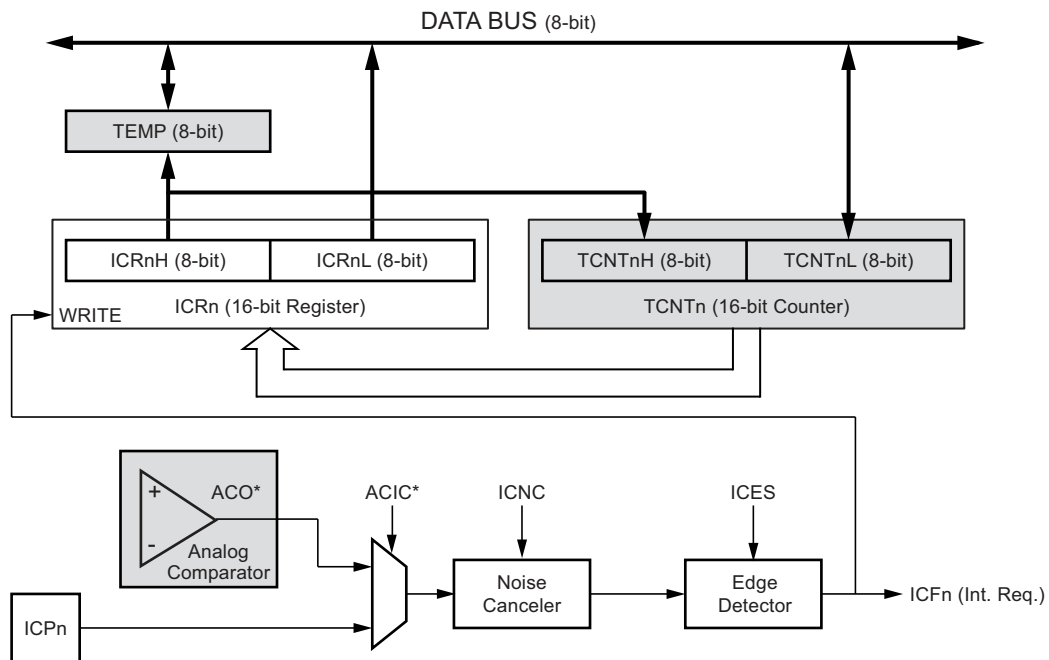 DATA BUS (8-bit)
TEMP (8-bit)
ICRnH (8-bit)
ICRnL (8-bit)
TCNTnH (8-bit)
TCNTnL (8-bit)
WRITE
ICRn (16-bit Register)
TCNTn (16-bit Counter)
+
-
ACO*
Analog
Comparator
ACIC*
ICNC
ICES
Noise
Canceler
Edge
Detector
ICFn (Int. Req.)
ICPn